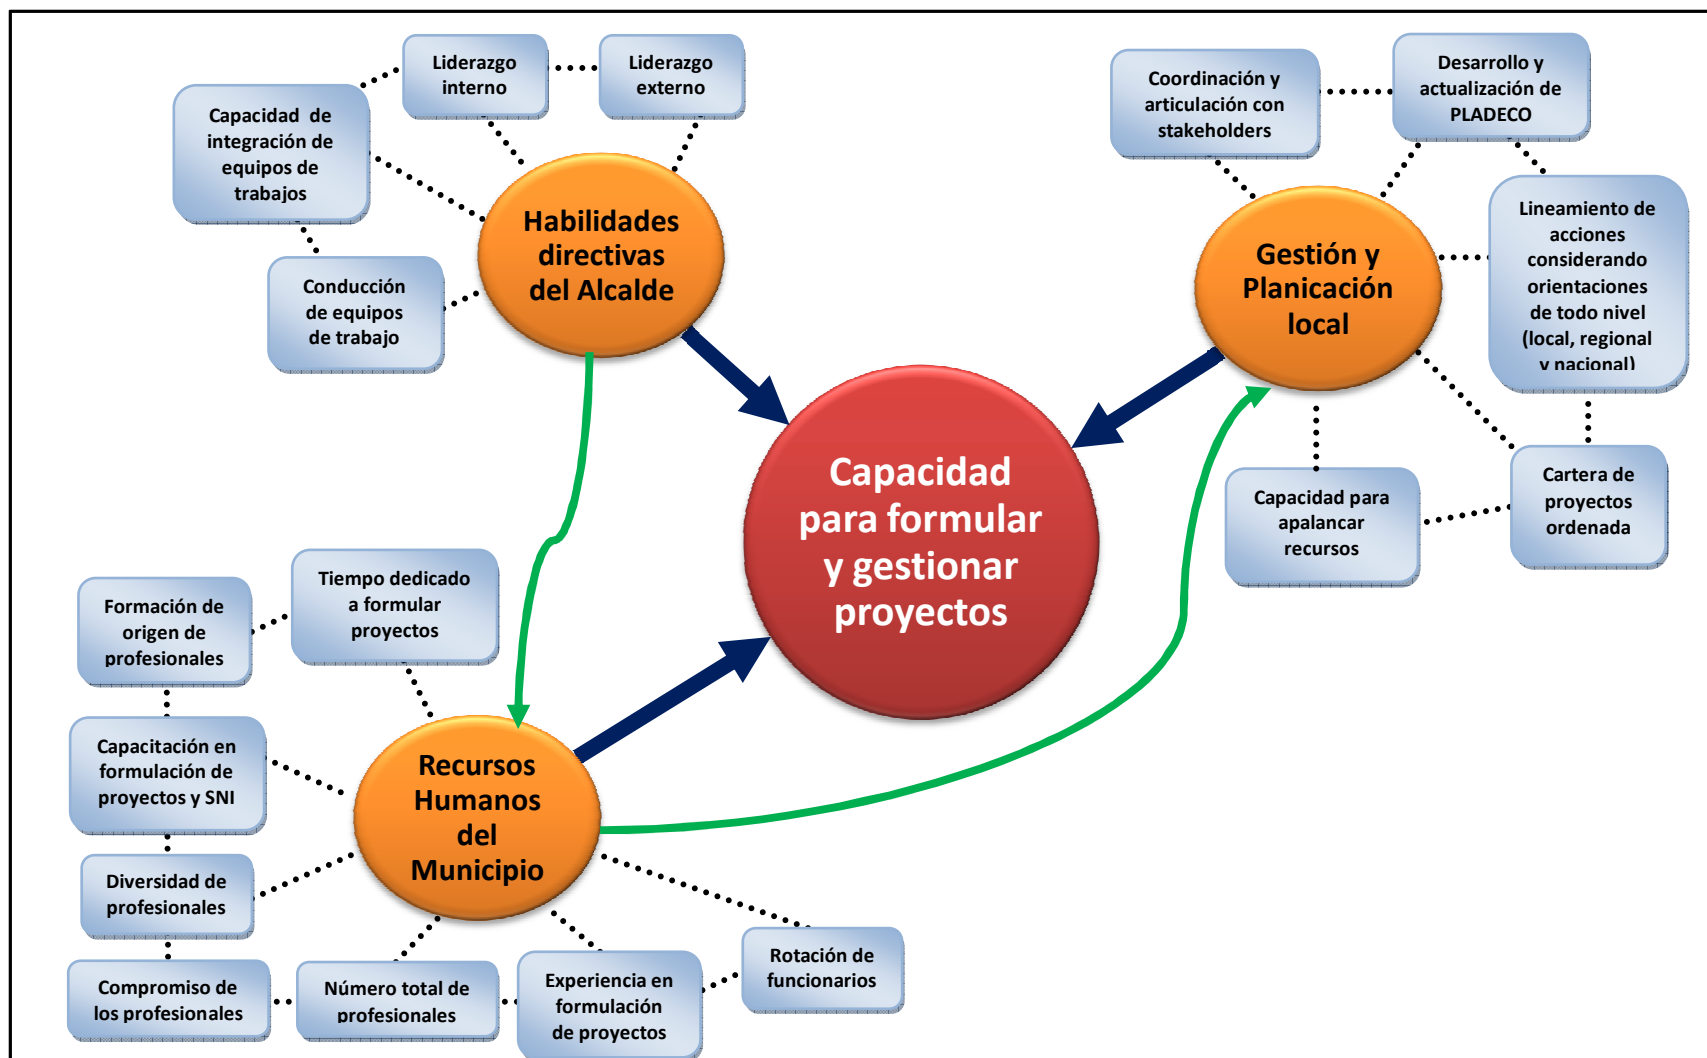 Liderazgo
interno
Liderazgo
externo
Capacidad de
integración de
equipos de
trabajos
Conducción
de equipos
de trabajo
Habilidades
directivas
del Alcalde
Coordinación y
articulación con
stakeholders
Desarrollo y
actualización de
PLADECO
Lineamiento de
acciones
considerando
orientaciones
de todo nivel
(local, regional
y nacional)
Gestión y
Planicación
local
Capacidad para
apalancar
recursos
Cartera de
proyectos
ordenada
Capacidad
para formular
y gestionar
proyectos
Tiempo dedicado
a formular
proyectos
Formación de
origen de
profesionales
Capacitación en
formulación de
proyectos y SNI
Diversidad de
profesionales
Compromiso de
los profesionales
Número total de
profesionales
Experiencia en
formulación
de proyectos
Rotación de
funcionarios
Recursos
Humanos
del
Municipio